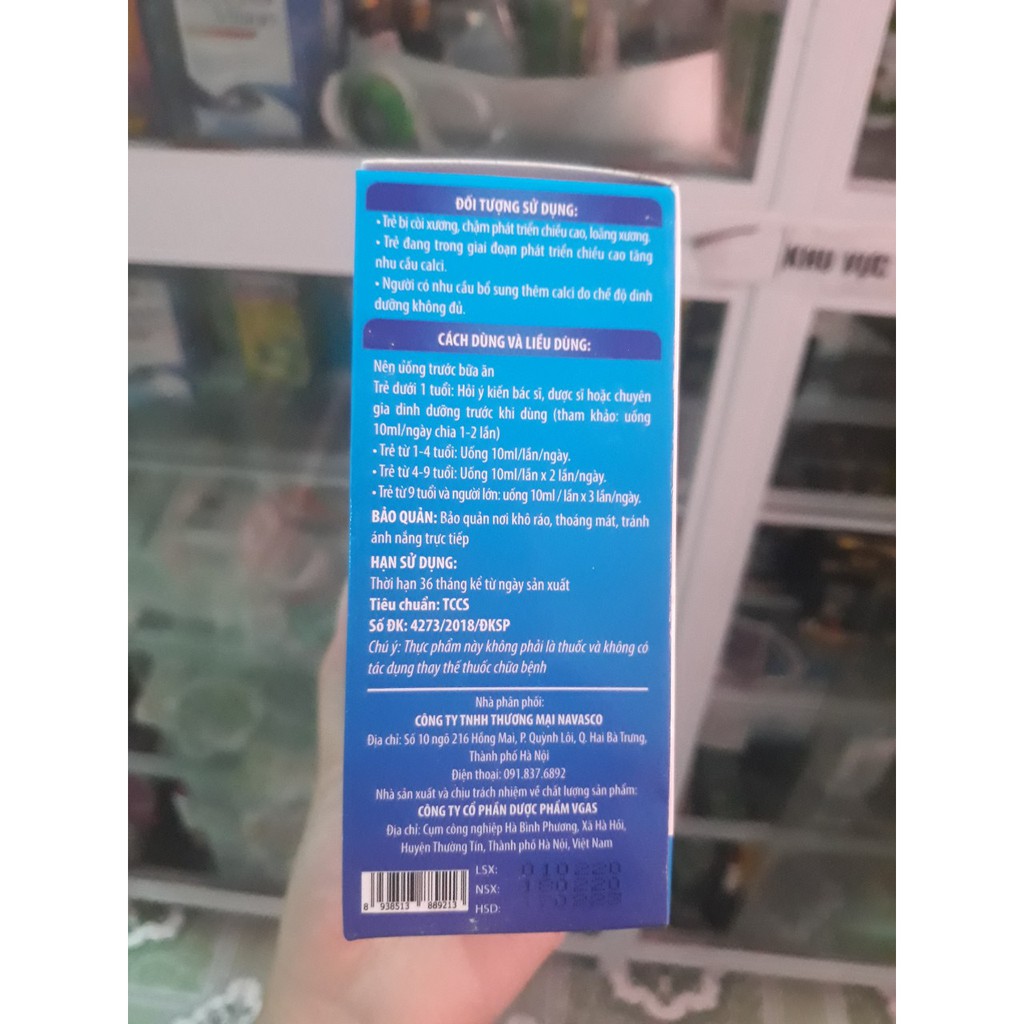 ĐỐI TƯỢNG SỬ DỤNG:
• Trẻ bị còi xương, chậm phát triển chiều cao, loãng xương.
• Trẻ đang trong giai đoạn phát triển chiều cao tăng
nhu cầu calci.
• Người có nhu cầu bổ sung thêm calci do chế độ dinh
dưỡng không đủ.
CÁCH DÙNG VÀ LIỀU DÙNG:
Nên uống trước bữa ăn
Trẻ dưới 1 tuổi: Hỏi ý kiến bác sĩ, dược sĩ hoặc chuyên
gia dinh dưỡng trước khi dùng (tham khảo: uống
10ml/ngày chia 1-2 lần)
• Trẻ từ 1-4 tuổi: Uống 10ml/lần/ngày.
• Trẻ từ 4-9 tuổi: Uống 10ml/lần x 2 lần/ngày.
• Trẻ từ 9 tuổi và người lớn: uống 10ml / lần x 3 lần/ngày.
BẢO QUẢN: Bảo quản nơi khô ráo, thoáng mát, tránh
ánh nắng trực tiếp
HẠN SỬ DỤNG:
Thời hạn 36 tháng kể từ ngày sản xuất
Tiêu chuẩn: TCCS
Số ĐK: 4273/2018/ĐKSP
Chú ý: Thực phẩm này không phải là thuốc và không có
tác dụng thay thế thuốc chữa bệnh
Nhà phân phối:
CÔNG TY TNHH THƯƠNG MẠI NAVASCO
Địa chỉ: Số 10 ngõ 216 Hồng Mai, P. Quỳnh Lôi, Q. Hai Bà Trưng,
Thành phố Hà Nội
Điện thoại: 091.837.6892
Nhà sản xuất và chịu trách nhiệm về chất lượng sản phẩm:
CÔNG TY CỔ PHẦN DƯỢC PHẨM VGAS
Địa chỉ: Cụm công nghiệp Hà Bình Phương, Xã Hà Hồi,
Huyện Thường Tín, Thành phố Hà Nội, Việt Nam
LSX: 010220
NSX: 180220
HSD:
8 938513 889213
KHU VỰC